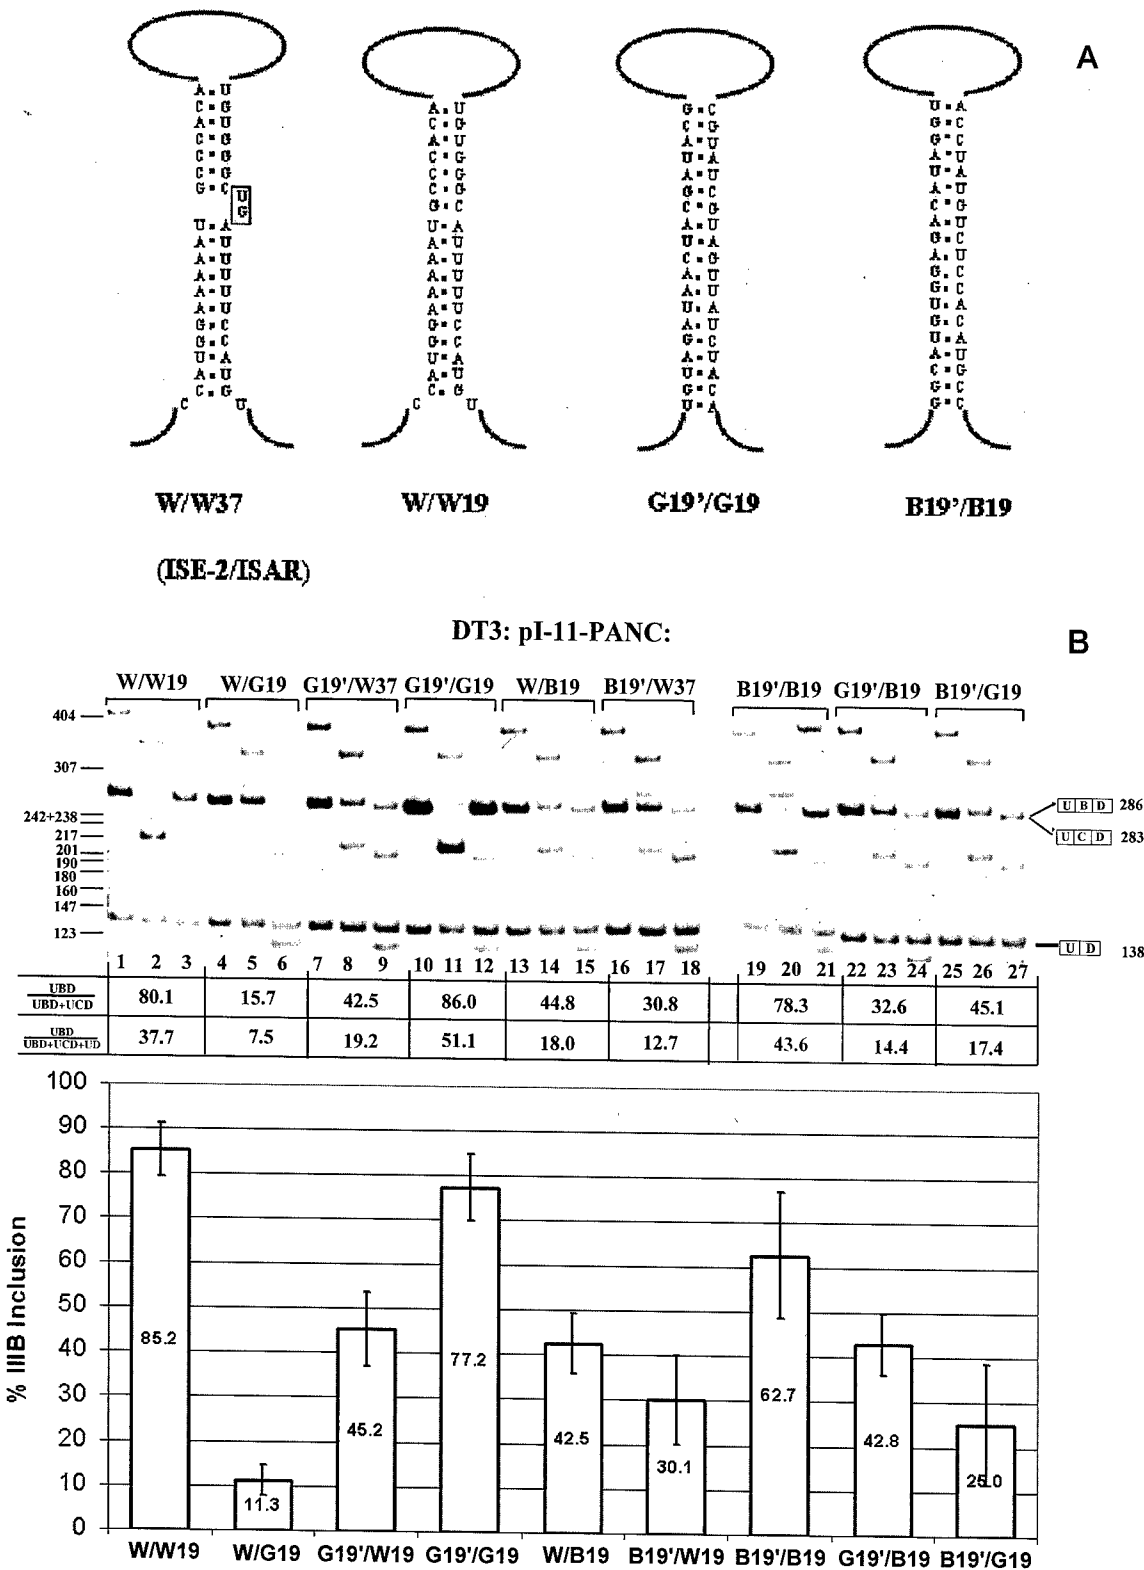 A
A C A C C C G U A A A A G G U A C C
U G U G G G C U G A U U U U C C A U G U
A C A C C C G U A A A A G G U A C C
U G U G G G C A U U U U C C A U G U
G C A U A G C A U C A A U A G A U G U
C G U A U C G U A G U U A U C U A C A
U G G A U A C A G A G G U G U A C G G
A C C U A U G U C U C C A C A U G C C
W/W37 W/W19 G19'/G19 B19'/B19
(ISE-2/ISAR)
DT3: pI-11-PANC:
B
W/W19 W/G19 G19'/W37 G19'/G19 W/B19 B19'/W37 B19'/B19 G19'/B19 B19'/G19
404
307
242+238
217
201
190
180
160
147
123
U B D 286
U C D 283
U D 138
1 2 3 4 5 6 7 8 9 10 11 12 13 14 15 16 17 18 19 20 21 22 23 24 25 26 27
UBD
UBD+UCD
80.1 15.7 42.5 86.0 44.8 30.8 78.3 32.6 45.1
UBD
UBD+UCD+UD
37.7 7.5 19.2 51.1 18.0 12.7 43.6 14.4 17.4
% IIIB Inclusion
100
90
80
70
60
50
40
30
20
10
0
85.2
11.3
45.2
77.2
42.5
30.1
62.7
42.8
25.0
W/W19 W/G19 G19'/W19 G19'/G19 W/B19 B19'/W19 B19'/B19 G19'/B19 B19'/G19